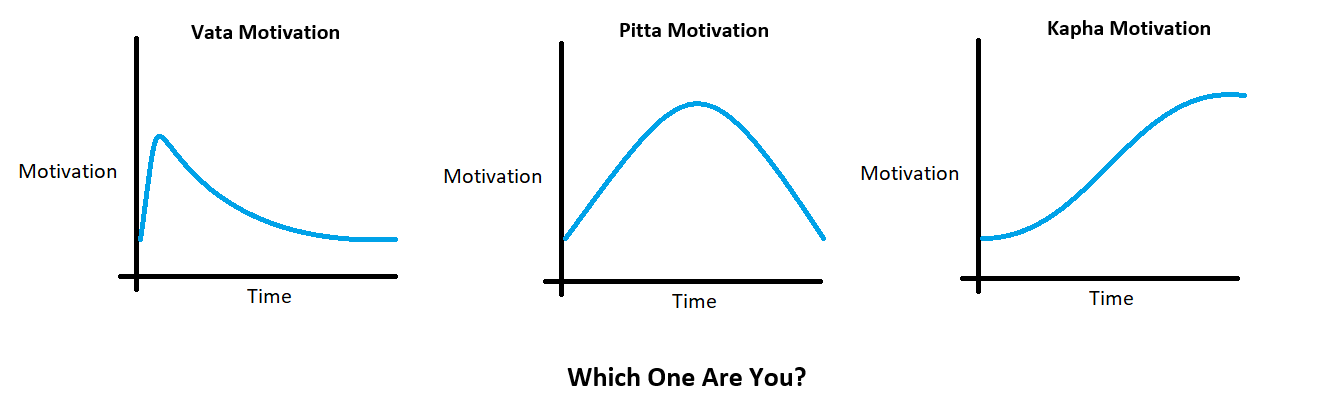 Vata Motivation
Pitta Motivation
Kapha Motivation
Motivation
Motivation
Motivation
Time
Time
Time
Which One Are You?